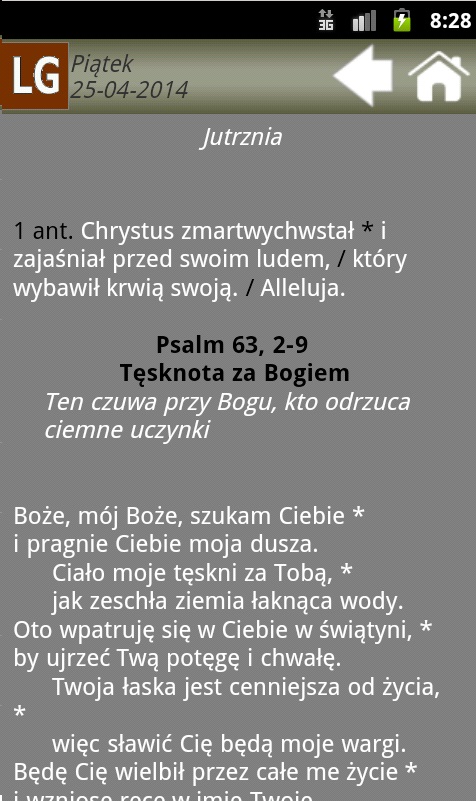 3G 8:28
LG Piątek
25-04-2014
Jutrznia
1 ant. Chrystus zmartwychwstał * i
zajaśniał przed swoim ludem, / który
wybawił krwią swoją. / Alleluja.
Psalm 63, 2-9
Tęsknota za Bogiem
Ten czuwa przy Bogu, kto odrzuca
ciemne uczynki
Boże, mój Boże, szukam Ciebie *
i pragnie Ciebie moja dusza.
Ciało moje tęskni za Tobą, *
jak zeschła ziemia łaknąca wody.
Oto wpatruję się w Ciebie w świątyni, *
by ujrzeć Twą potęgę i chwałę.
Twoja łaska jest cenniejsza od życia,
*
więc sławić Cię będą moje wargi.
Będę Cię wielbił przez całe me życie *
i wzniosę ręce w imię Twoje.